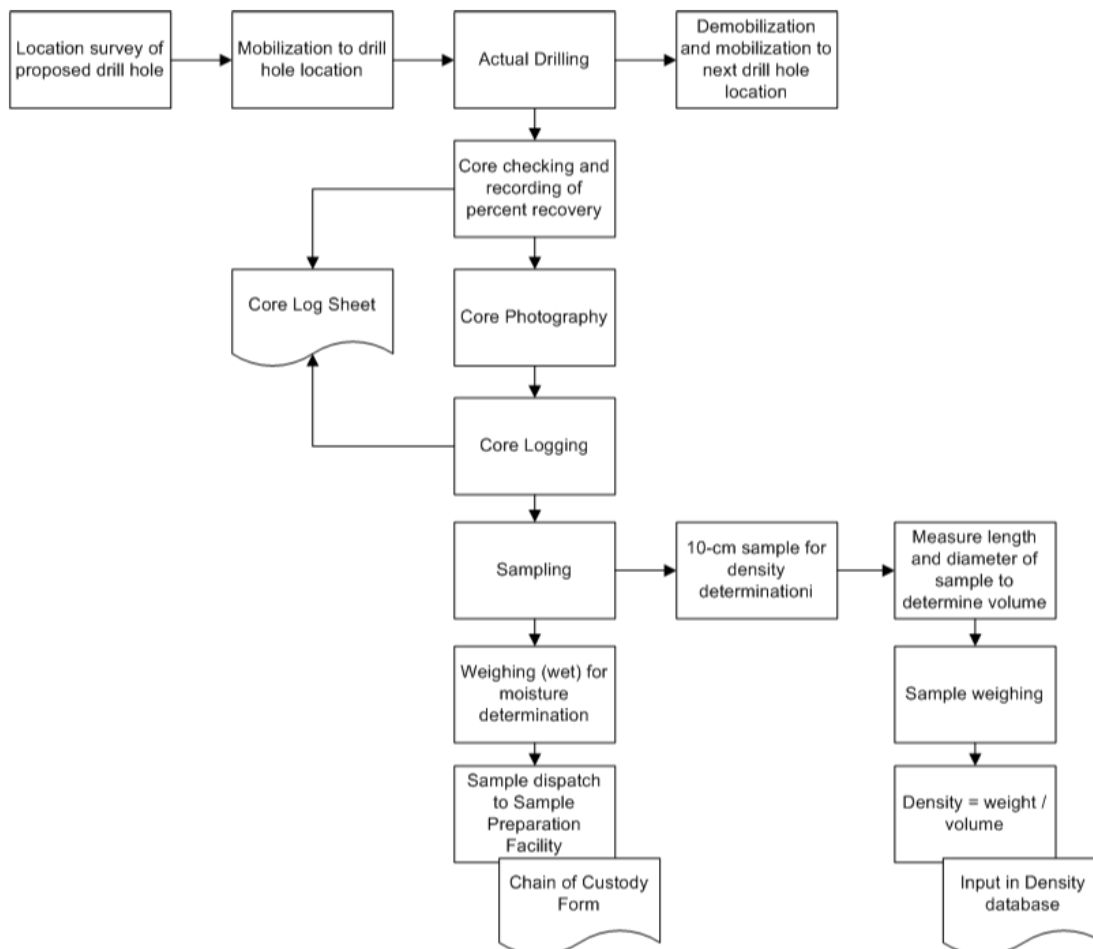 Location survey of
proposed drill hole
Mobilization to drill
hole location
Actual Drilling
Demobilization
and mobilization to
next drill hole
location
Core checking and
recording of
percent recovery
Core Log Sheet
Core Photography
Core Logging
Sampling
10-cm sample for
density
determinationi
Measure length
and diameter of
sample to
determine volume
Weighing (wet) for
moisture
determination
Sample weighing
Sample dispatch
to Sample
Preparation
Facility
Density = weight /
volume
Chain of Custody
Form
Input in Density
database